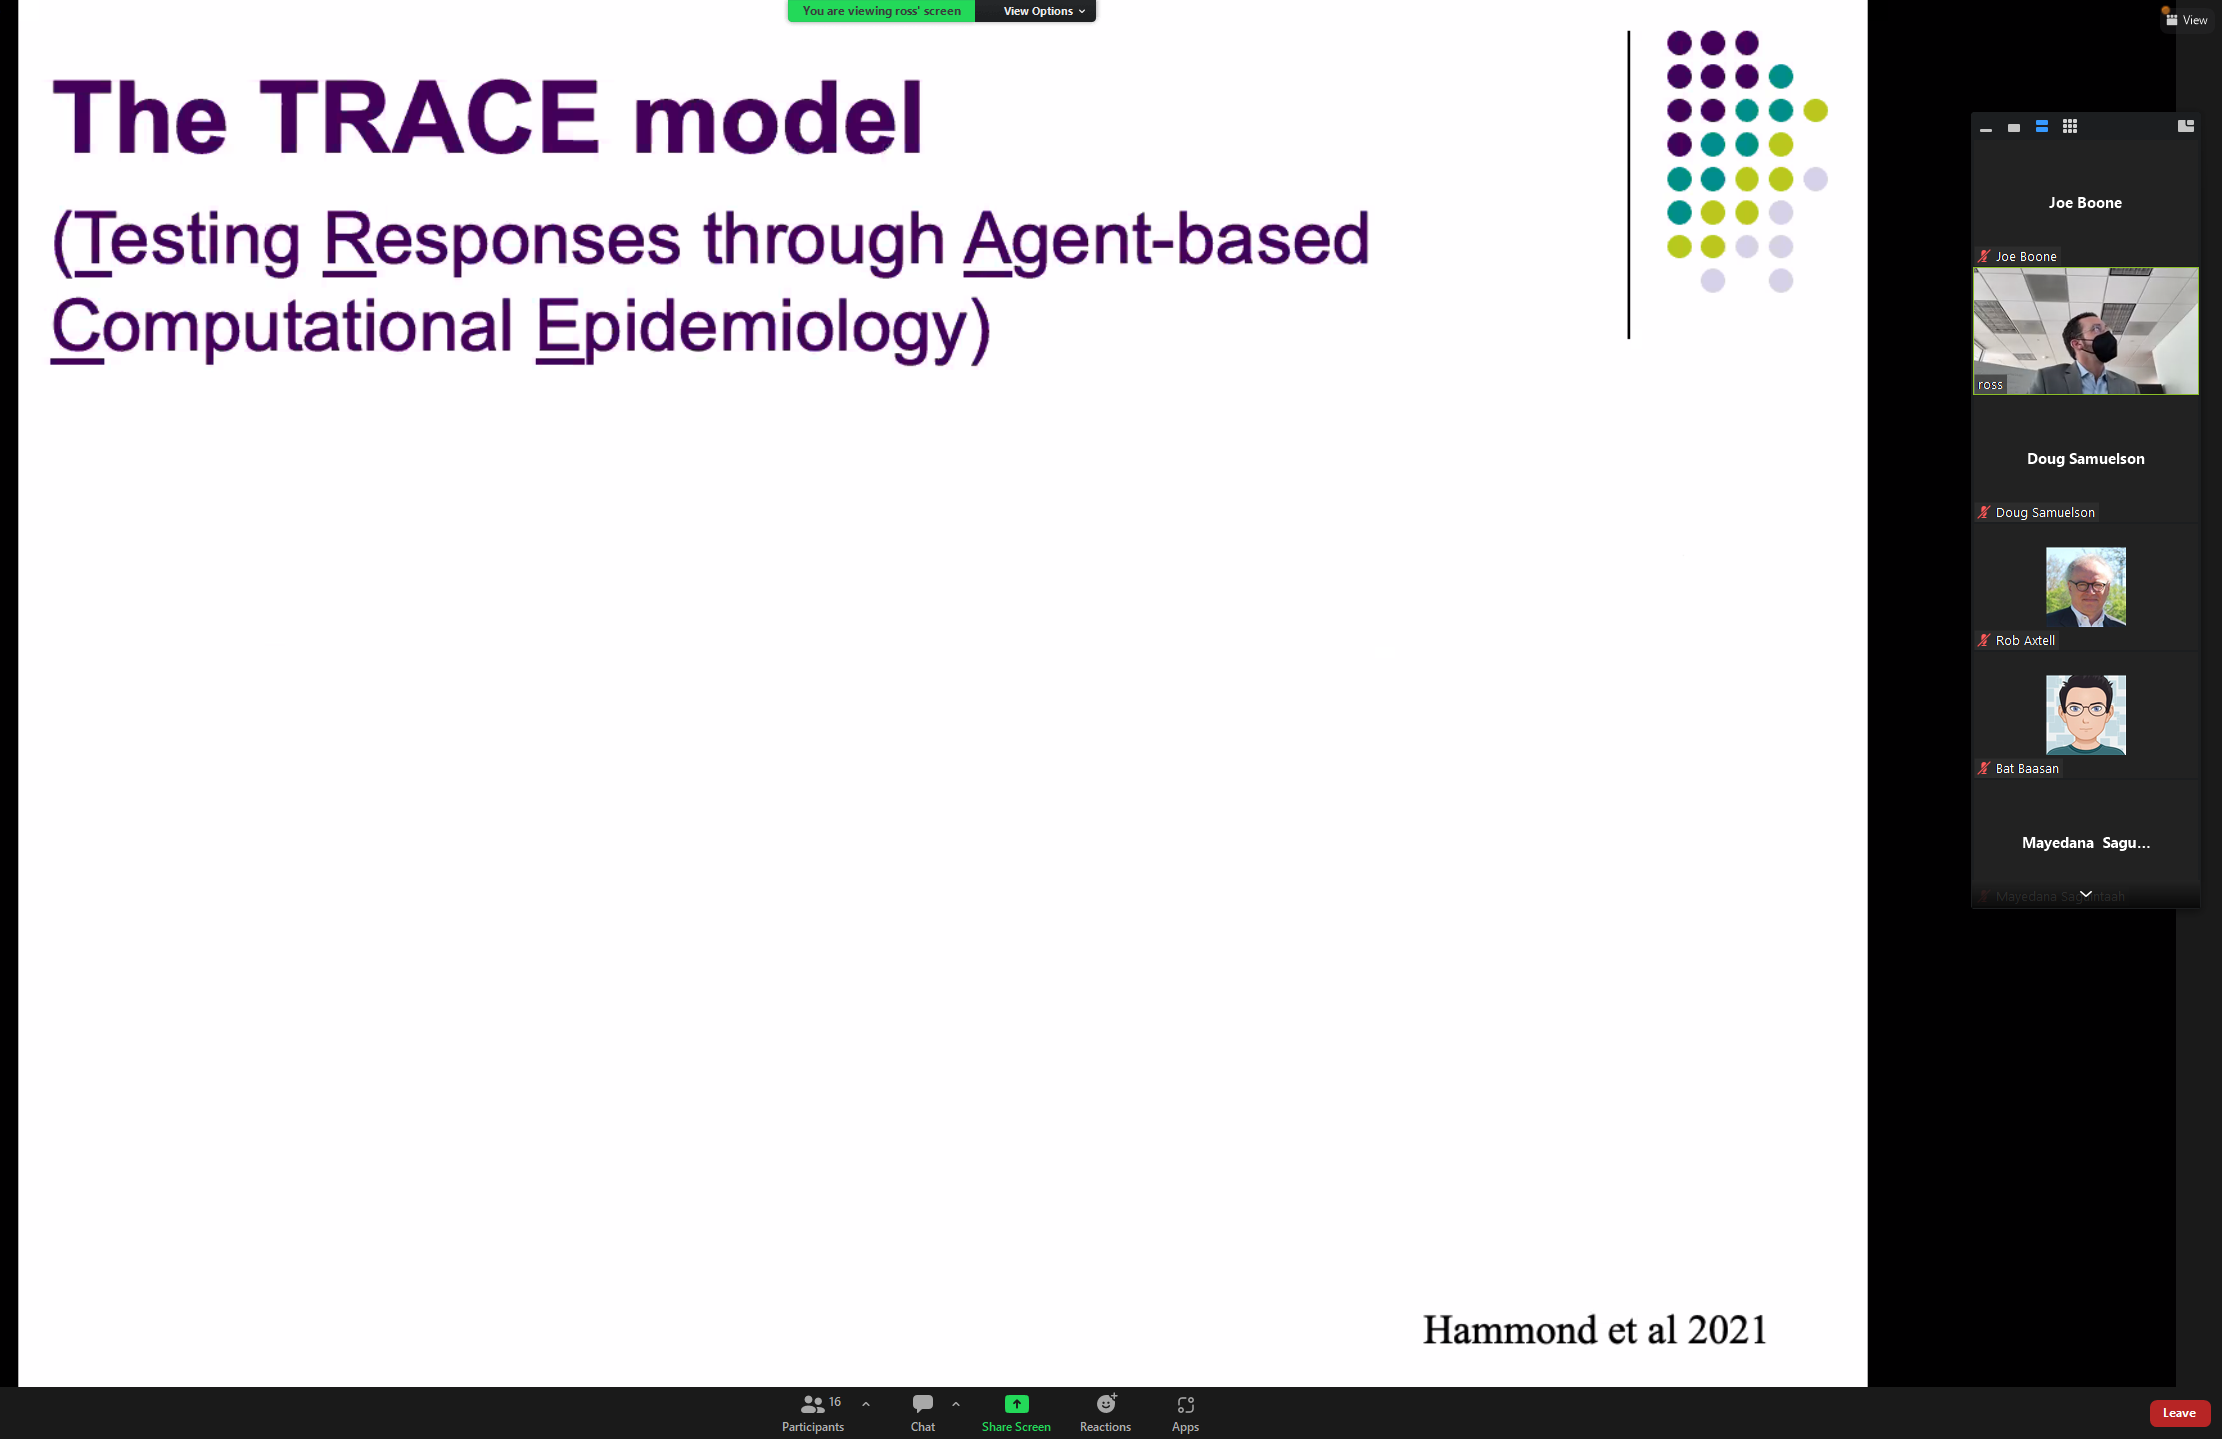 You are viewing ross' screen
View Options
View
The TRACE model
(Testing Responses through Agent-based
Computational Epidemiology)
Joe Boone
Joe Boone
ross
Doug Samuelson
Doug Samuelson
Rob Axtell
Bat Baasan
Mayedana Sagu...
Hammond et al 2021
16
Participants
Chat
Share Screen
Reactions
Apps
Leave